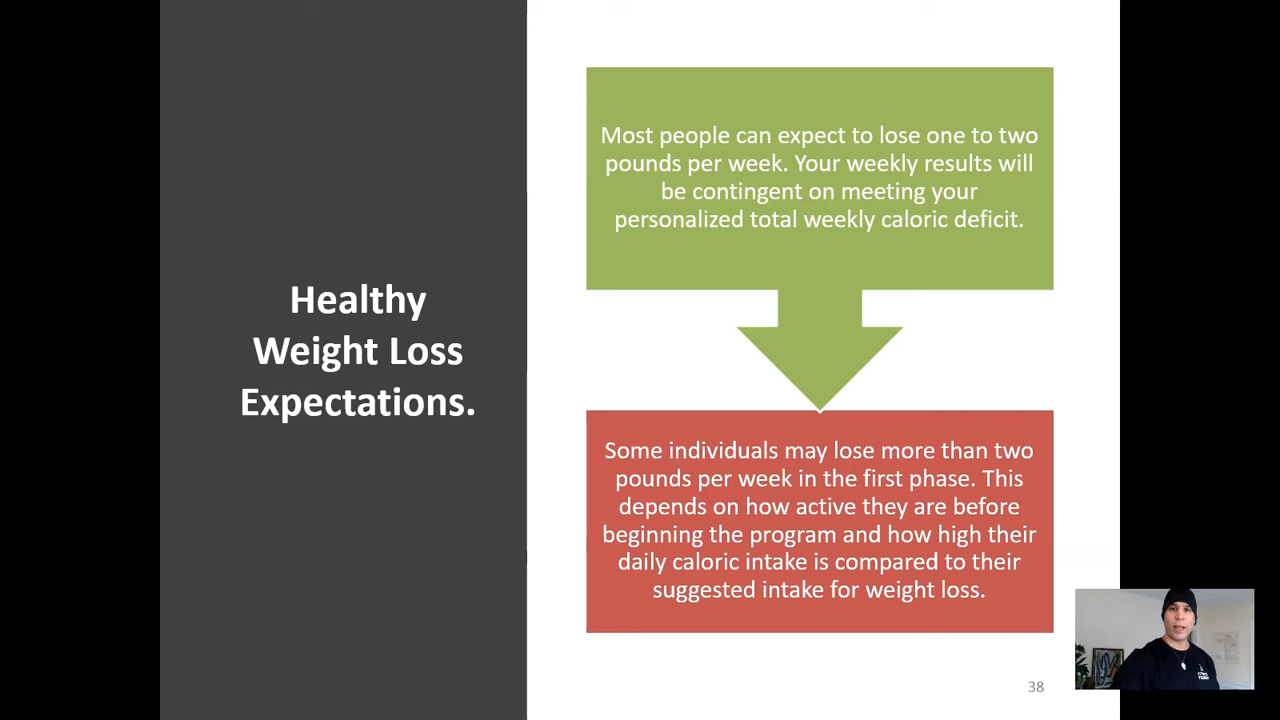 Healthy
Weight Loss
Expectations.
Most people can expect to lose one to two
pounds per week. Your weekly results will
be contingent on meeting your
personalized total weekly caloric deficit.
Some individuals may lose more than two
pounds per week in the first phase. This
depends on how active they are before
beginning the program and how high their
daily caloric intake is compared to their
suggested intake for weight loss.
38